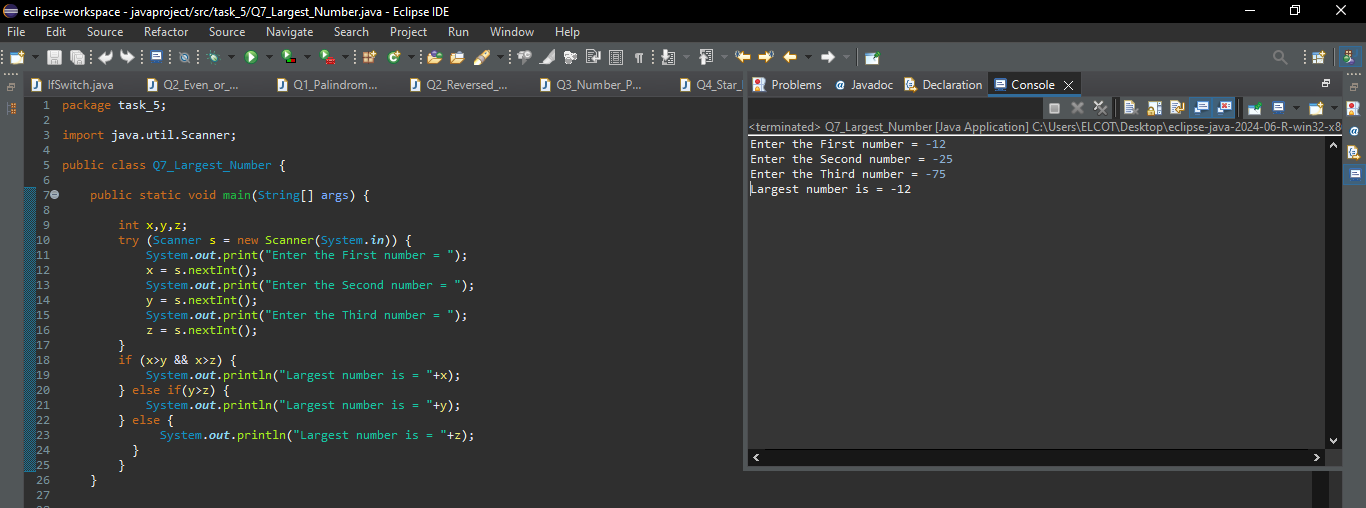 eclipse-workspace - javaproject/src/task_5/Q7_Largest_Number.java - Eclipse IDE
File Edit Source Refactor Source Navigate Search Project Run Window Help
IfSwitch.java Q2_Even_or_... Q1_Palindrom... Q2_Reversed_... Q3_Number_P... Q4_Star_
1 package task_5;
2
3 import java.util.Scanner;
4
5 public class Q7_Largest_Number {
6
7 public static void main(String[] args) {
8
9 int x,y,z;
10 try (Scanner s = new Scanner(System.in)) {
11 System.out.print("Enter the First number = ");
12 x = s.nextInt();
13 System.out.print("Enter the Second number = ");
14 y = s.nextInt();
15 System.out.print("Enter the Third number = ");
16 z = s.nextInt();
17 }
18 if (x>y && x>z) {
19 System.out.println("Largest number is = "+x);
20 } else if(y>z) {
21 System.out.println("Largest number is = "+y);
22 } else {
23 System.out.println("Largest number is = "+z);
24 }
25 }
26 }
27
Problems Javadoc Declaration Console
<terminated> Q7_Largest_Number [Java Application] C:\Users\ELCOT\Desktop\eclipse-java-2024-06-R-win32-x8
Enter the First number = -12
Enter the Second number = -25
Enter the Third number = -75
Largest number is = -12